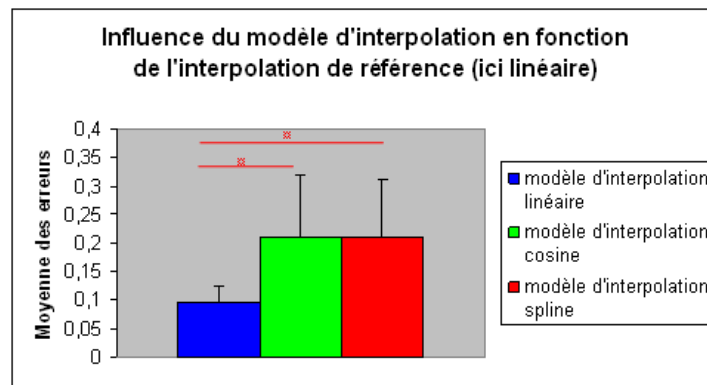 Influence du modèle d'interpolation en fonction
de l'interpolation de référence (ici linéaire)
Moyenne des erreurs
0,4
0,35
0,3
0,25
0,2
0,15
0,1
0,05
0
¤
¤
modèle d'interpolation
linéaire
modèle d'interpolation
cosine
modèle d'interpolation
spline